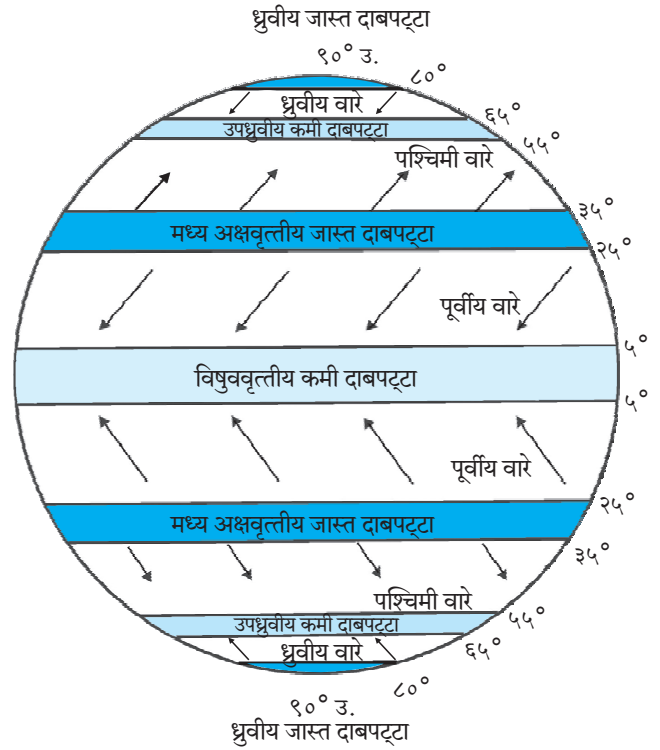 ध्रुवीय जास्त दाबपट्टा
९०° उ.
८०°
ध्रुवीय वारे
६५°
उपध्रुवीय कमी दाबपट्टा
५५°
पश्चिमी वारे
३५°
मध्य अक्षवृत्तीय जास्त दाबपट्टा
२५°
पूर्वीय वारे
५°
विषुववृत्तीय कमी दाबपट्टा
५°
पूर्वीय वारे
२५°
मध्य अक्षवृत्तीय जास्त दाबपट्टा
३५°
पश्चिमी वारे
५५°
उपध्रुवीय कमी दाबपट्टा
६५°
ध्रुवीय वारे
८०°
९०° उ.
ध्रुवीय जास्त दाबपट्टा